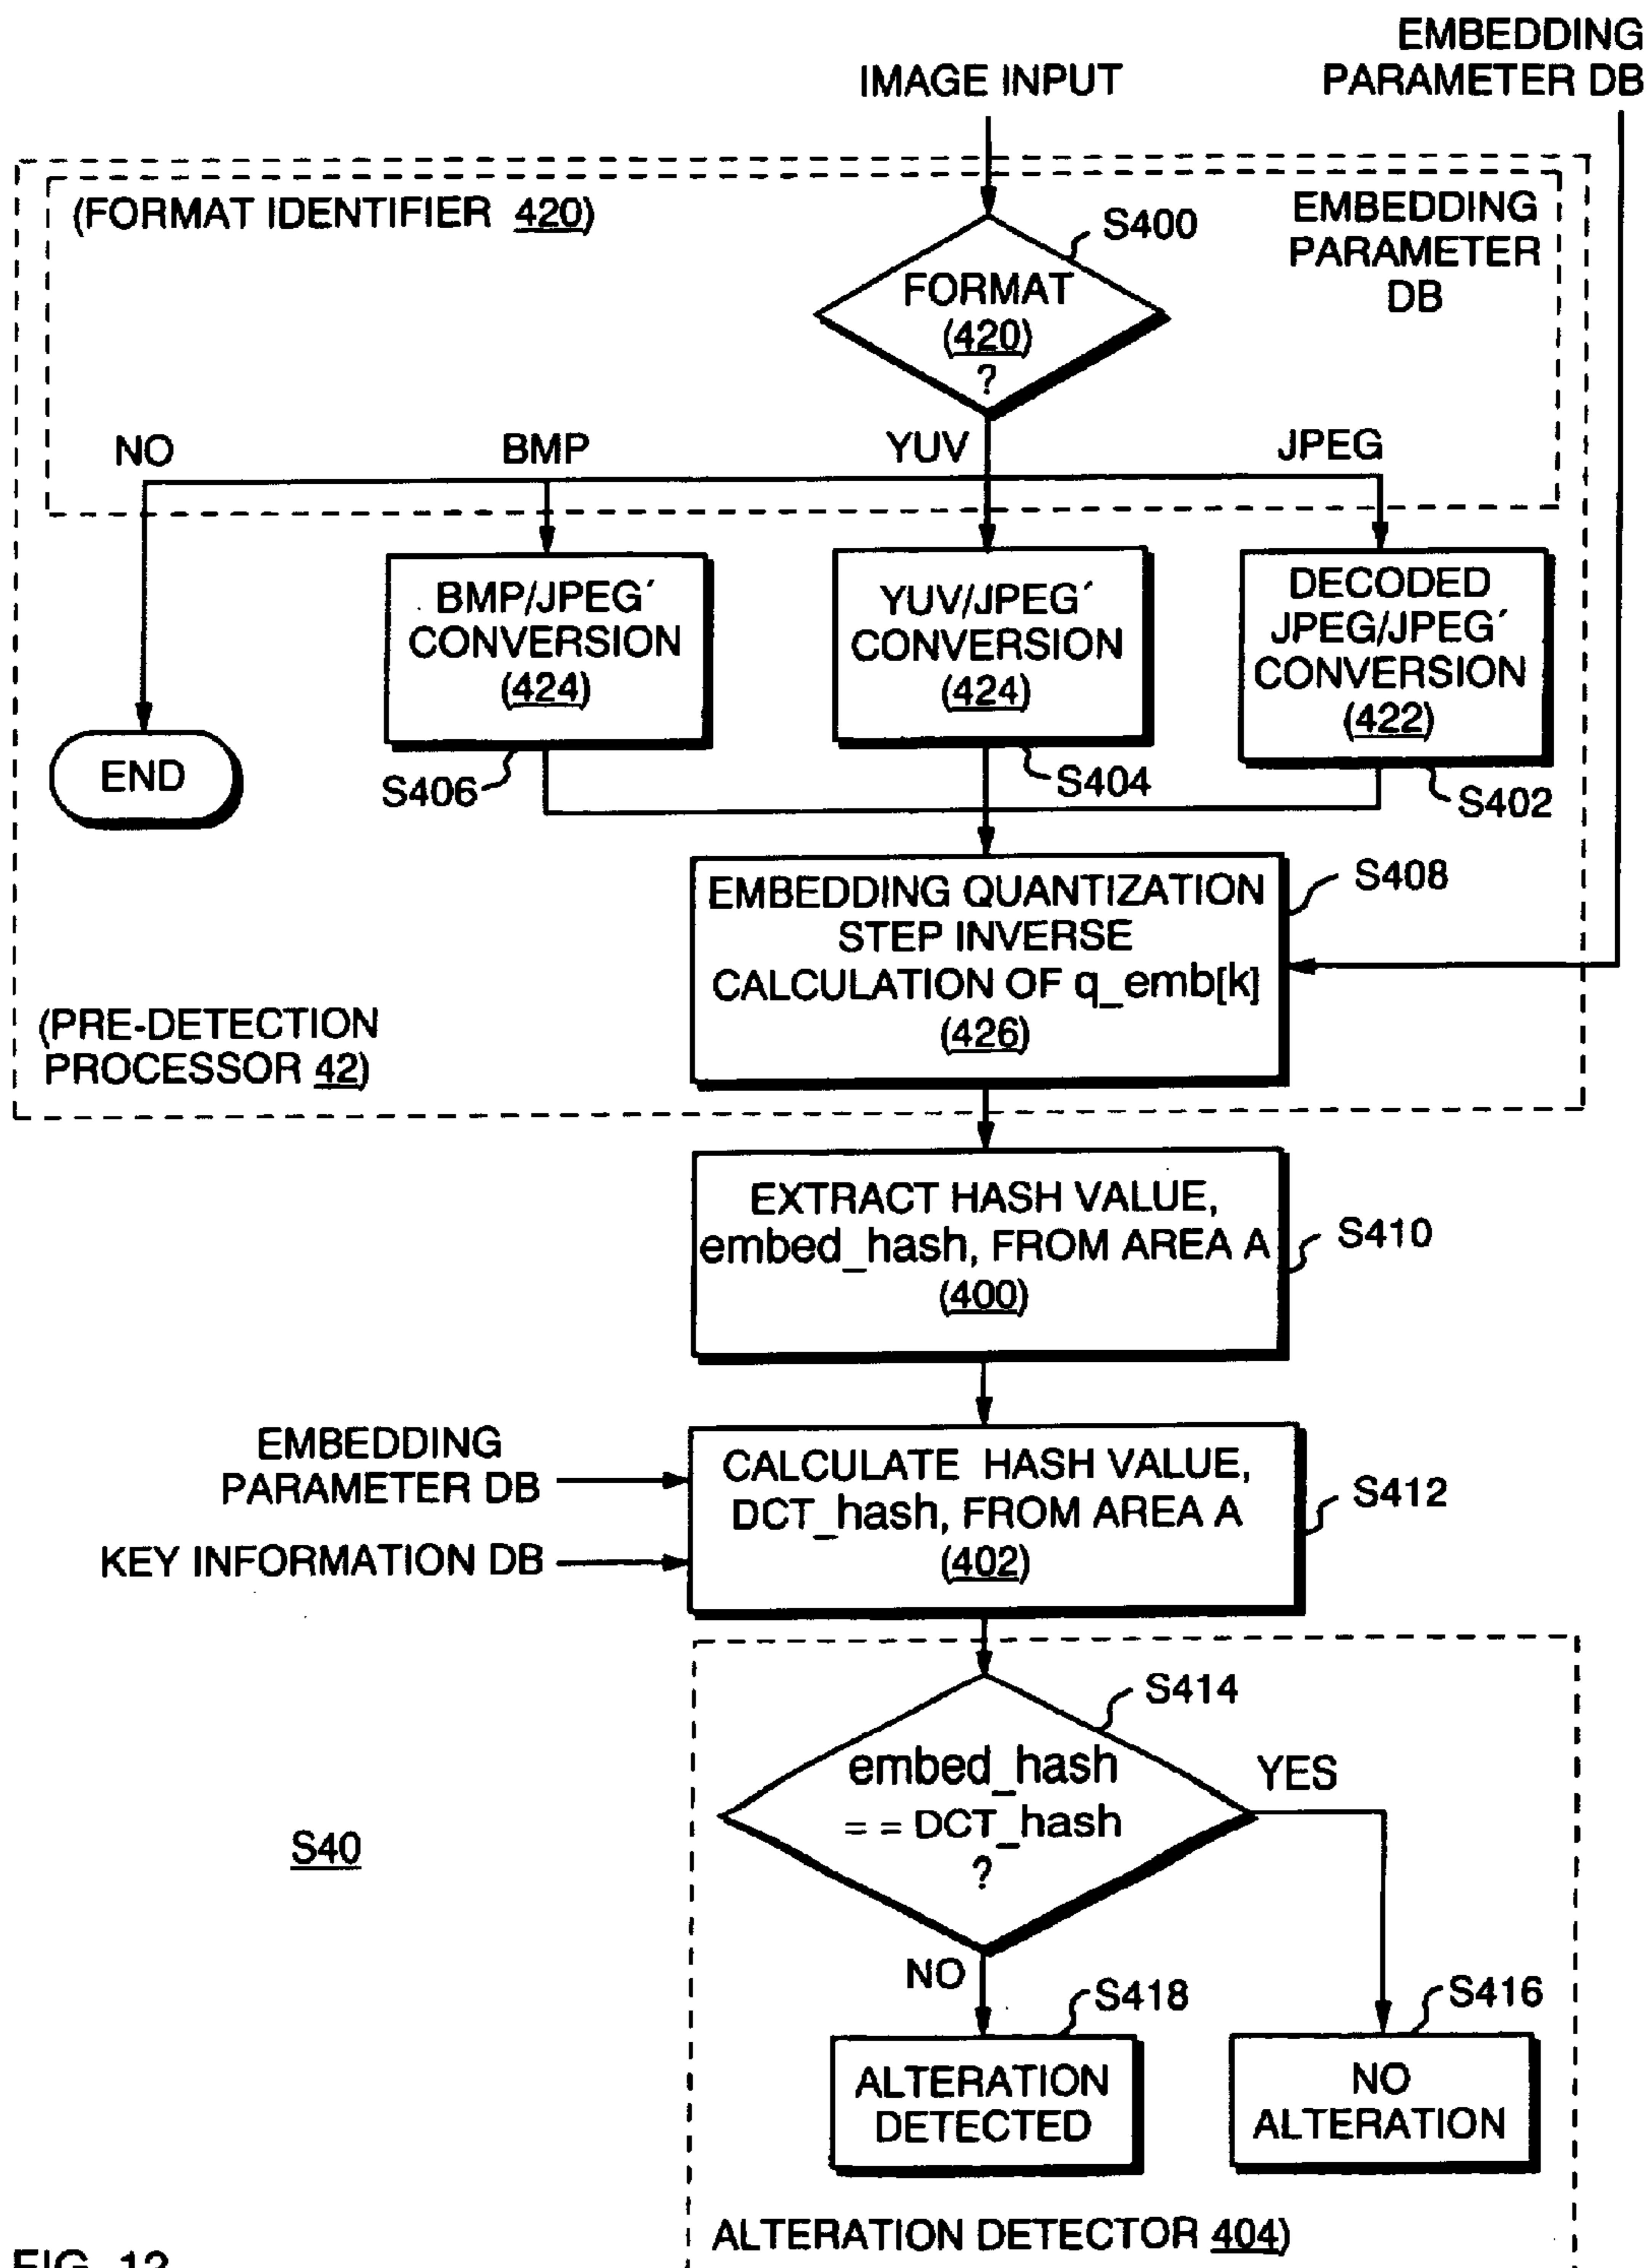 EMBEDDING
PARAMETER DB
IMAGE INPUT
(FORMAT IDENTIFIER 420)
EMBEDDING
PARAMETER
DB
S400
FORMAT
(420)
?
NO
BMP
YUV
JPEG
BMP/JPEG´
CONVERSION
(424)
YUV/JPEG´
CONVERSION
(424)
DECODED
JPEG/JPEG´
CONVERSION
(422)
END
S406
S404
S402
EMBEDDING QUANTIZATION
STEP INVERSE
CALCULATION OF q_emb[k]
(426)
S408
(PRE-DETECTION
PROCESSOR 42)
EXTRACT HASH VALUE,
embed_hash, FROM AREA A
(400)
S410
EMBEDDING
PARAMETER DB
KEY INFORMATION DB
CALCULATE HASH VALUE,
DCT_hash, FROM AREA A
(402)
S412
S414
embed_hash
= = DCT_hash
?
YES
S40
NO
S418
S416
ALTERATION
DETECTED
NO
ALTERATION
ALTERATION DETECTOR 404)
FIG. 12